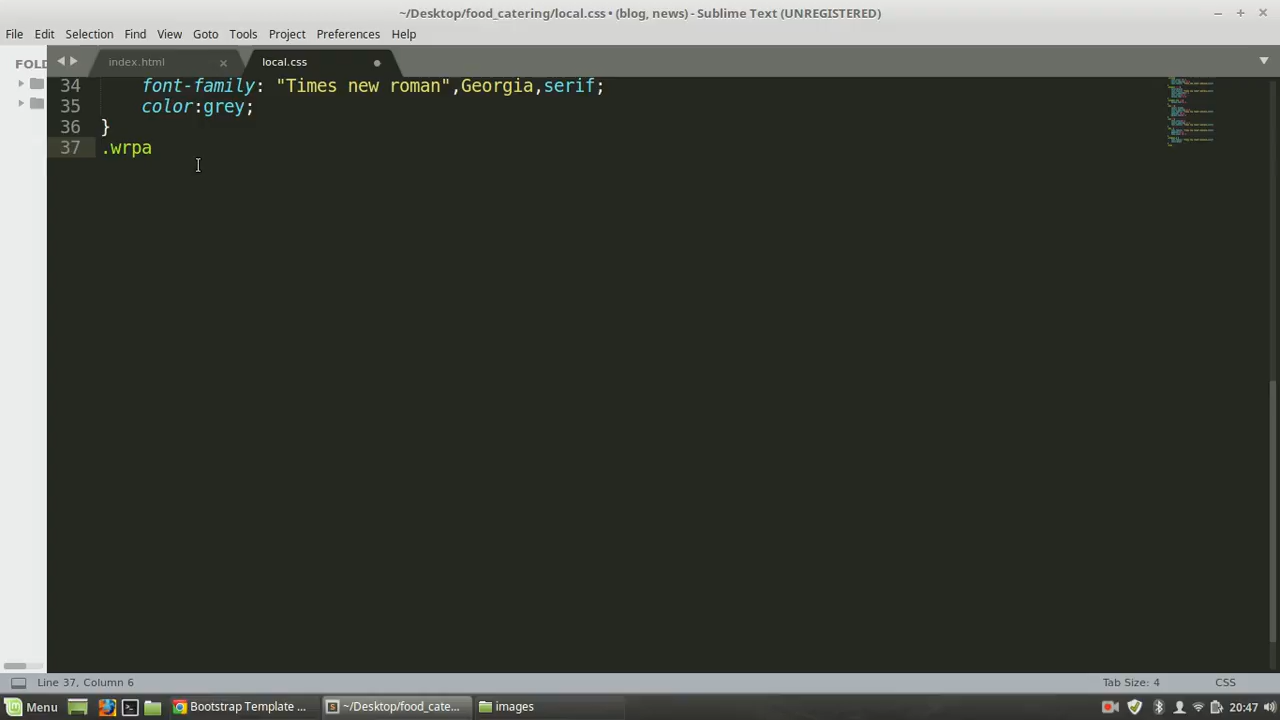 ~/Desktop/food_catering/local.css • (blog, news) - Sublime Text (UNREGISTERED)
File Edit Selection Find View Goto Tools Project Preferences Help
FOLD
index.html
local.css
34 font-family: "Times new roman",Georgia,serif;
35 color:grey;
36 }
37 .wrpa
Line 37, Column 6
Tab Size: 4
CSS
Menu
Bootstrap Template ...
~/Desktop/food_cate...
images
20:47